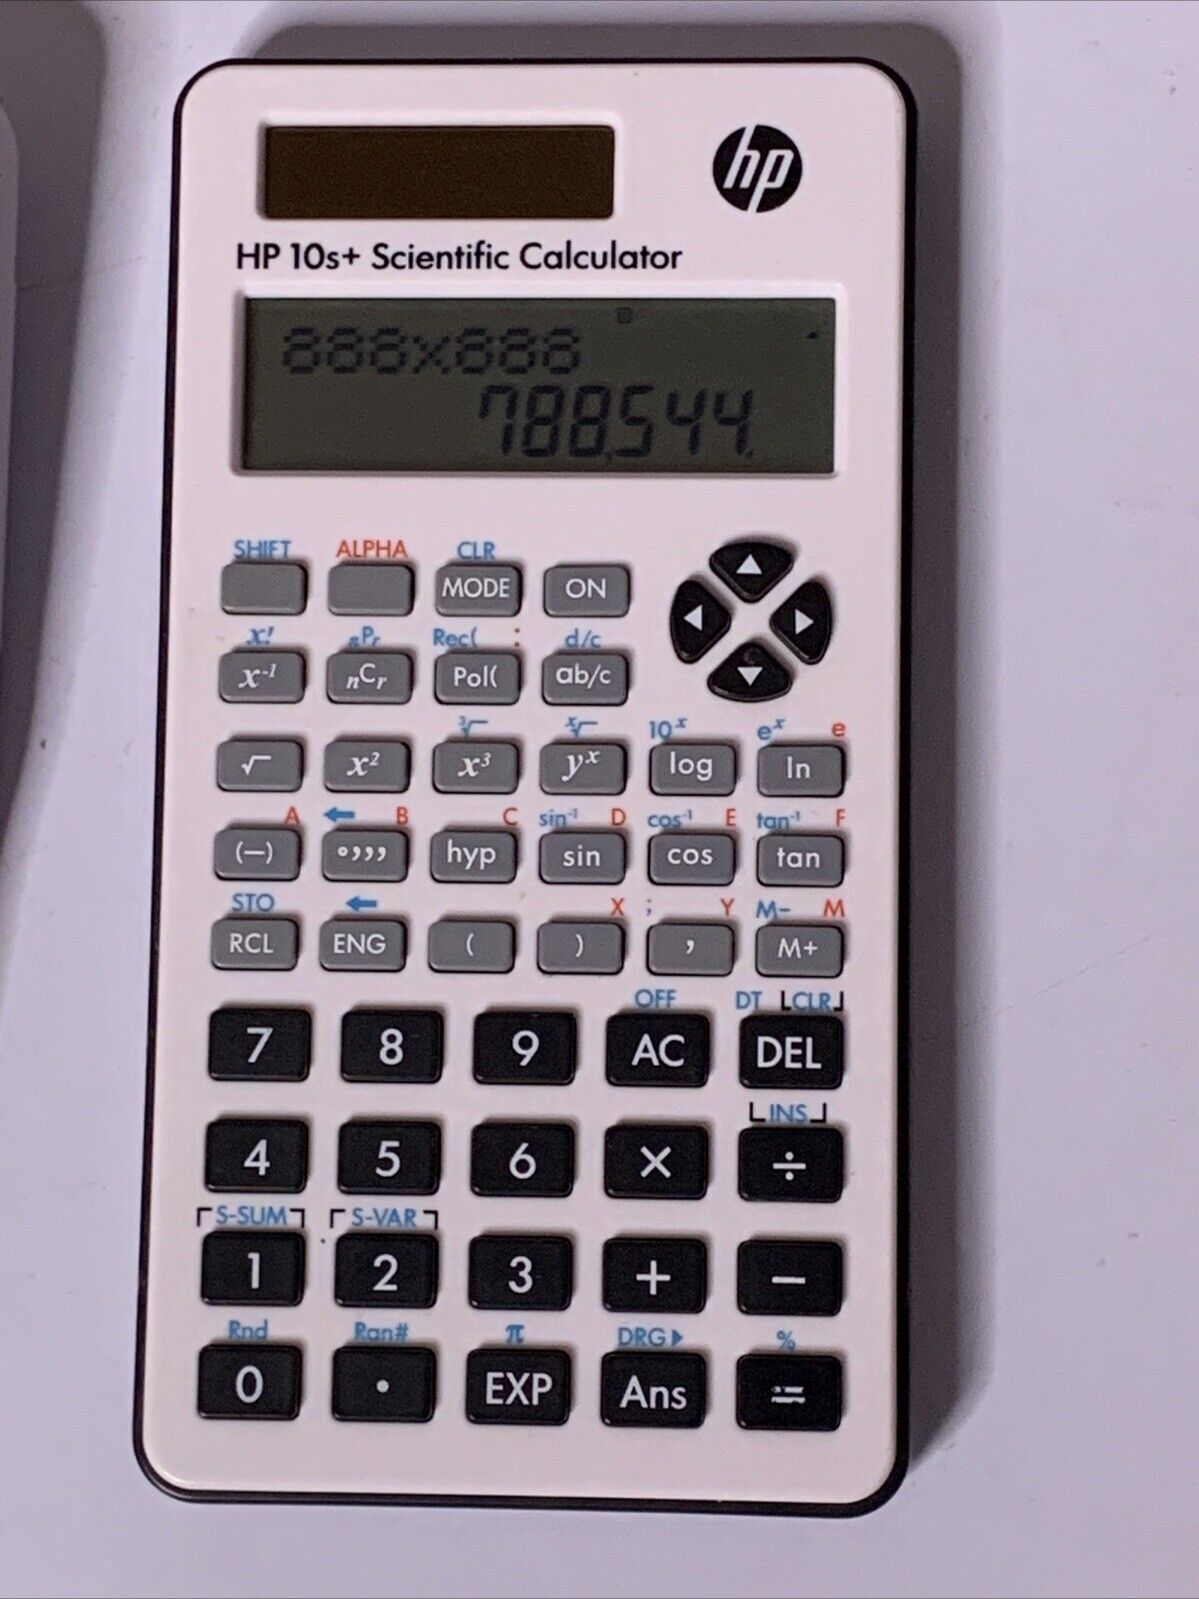 hp
HP 10s+ Scientific Calculator
888x888
788,544.
SHIFT ALPHA CLR
MODE ON
x! nPr Rec( : d/c
x⁻¹ nCr Pol( ab/c
³√ ˣ√ 10ˣ eˣ e
√ x² x³ yˣ log ln
A ← B C sin⁻¹ D cos⁻¹ E tan⁻¹ F
(—) °,,, hyp sin cos tan
STO ← X ; Y M– M
RCL ENG ( ) , M+
OFF DT CLR
7 8 9 AC DEL
INS
4 5 6 × ÷
S-SUM S-VAR
1 2 3 + −
Rnd Ran# π DRG▶ %
0 . EXP Ans =